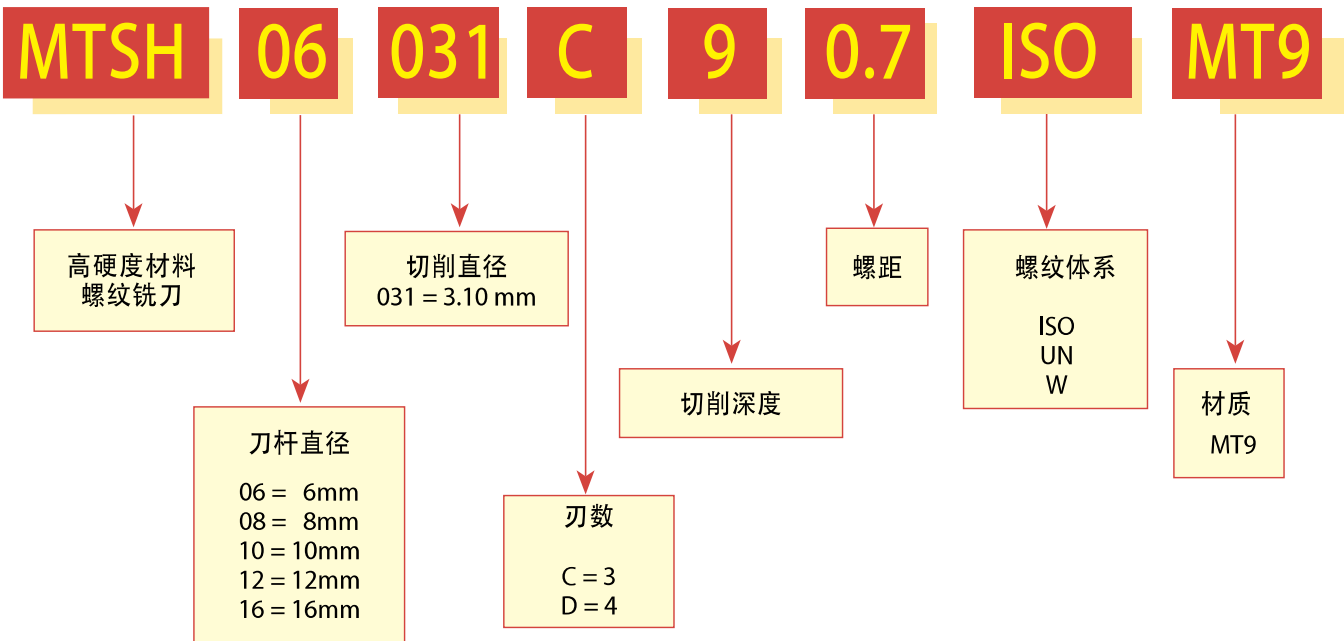 MTSH 06 031 C 9 0.7 ISO MT9
高硬度材料
螺纹铣刀
刀杆直径
06 = 6mm
08 = 8mm
10 = 10mm
12 = 12mm
16 = 16mm
切削直径
031 = 3.10 mm
刃数
C = 3
D = 4
切削深度
螺距
螺纹体系
ISO
UN
W
材质
MT9